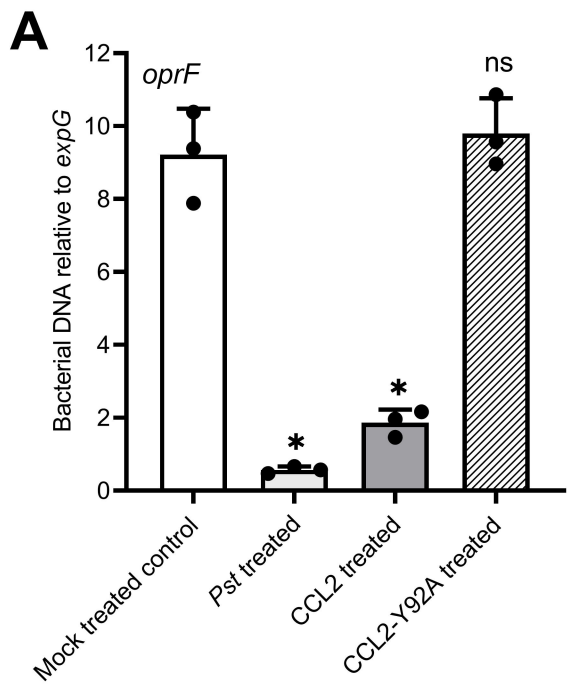 A
oprF
ns
Bacterial DNA relative to expG
12
10
8
6
4
2
0
*
*
Mock treated control
Pst treated
CCL2 treated
CCL2-Y92A treated